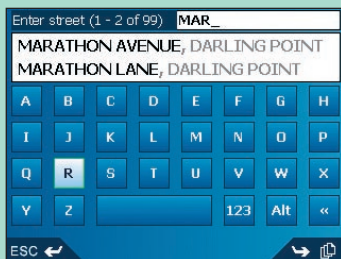 Enter street (1 - 2 of 99) MAR_
MARATHON AVENUE, DARLING POINT
MARATHON LANE, DARLING POINT
A B C D E F G H
I J K L M N O P
Q R S T U V W X
Y Z 123 Alt «
ESC